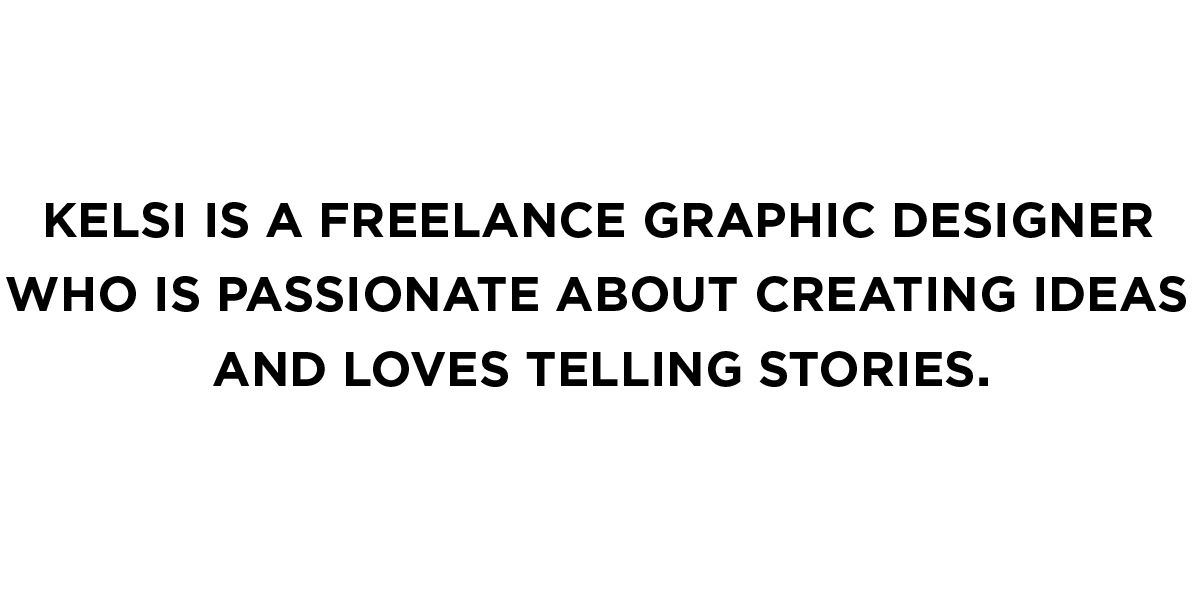 KELSI IS A FREELANCE GRAPHIC DESIGNER
WHO IS PASSIONATE ABOUT CREATING IDEAS
AND LOVES TELLING STORIES.